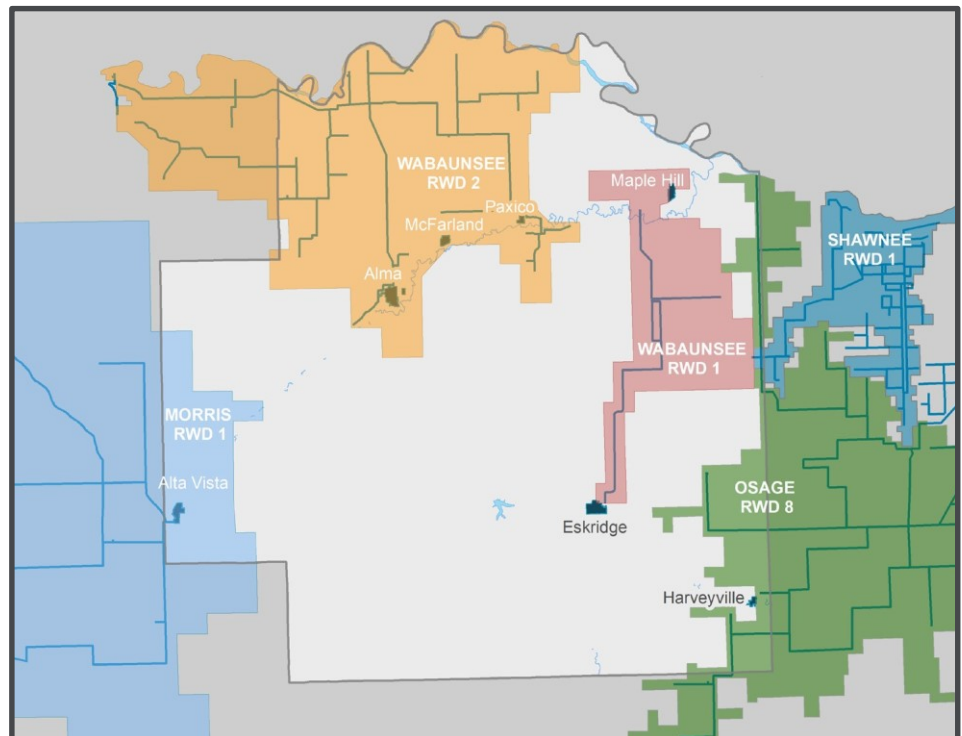 WABAUNSEE
RWD 2
Maple Hill
Paxico
McFarland
SHAWNEE
RWD 1
Alma
WABAUNSEE
RWD 1
MORRIS
RWD 1
Alta Vista
OSAGE
RWD 8
Eskridge
Harveyville